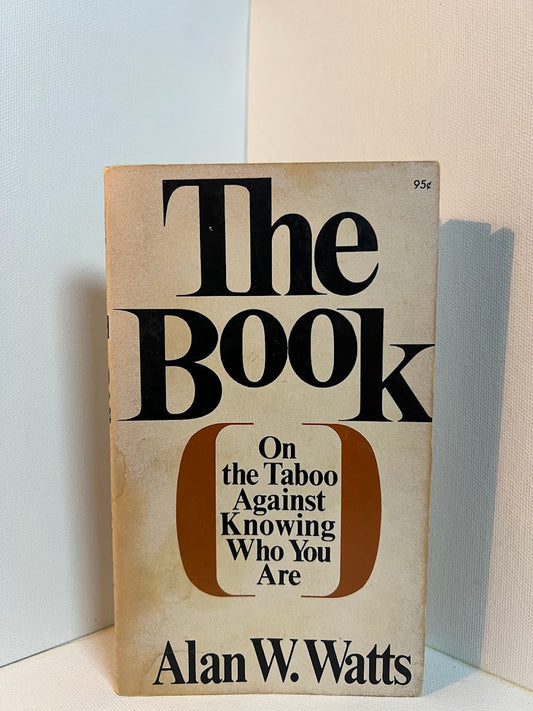 95¢
The
Book
On
the Taboo
Against
Knowing
Who You
Are
Alan W. Watts